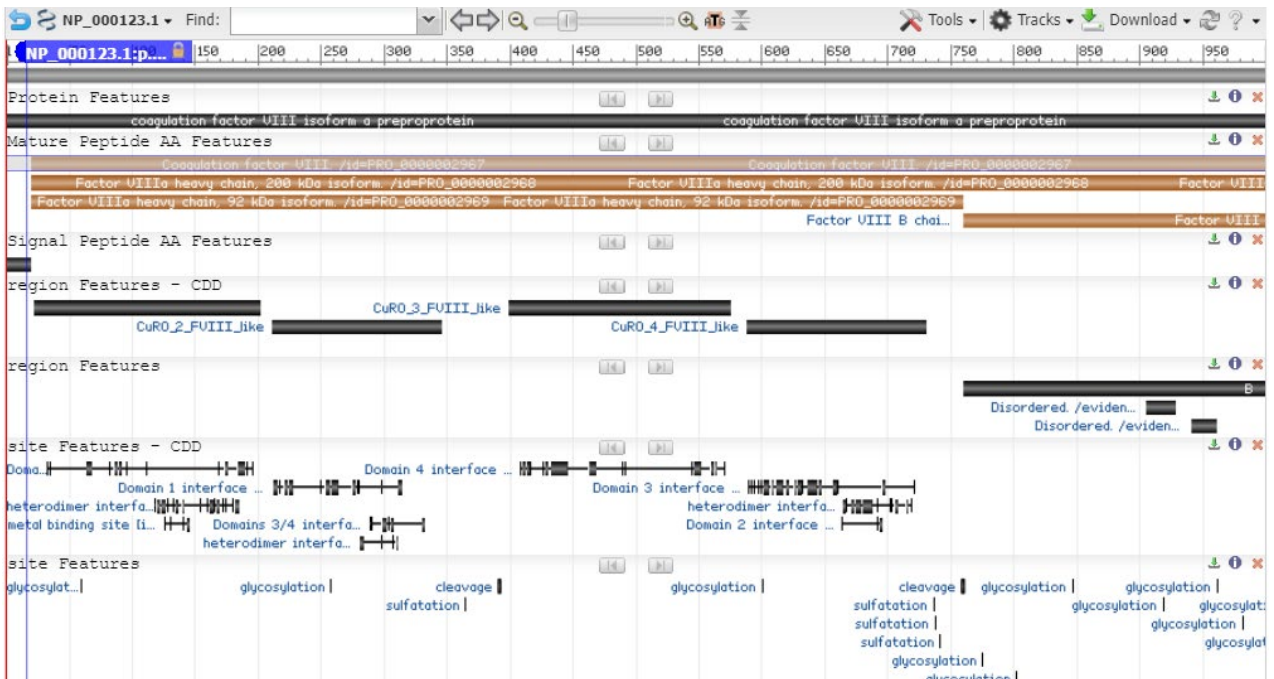 NP_000123.1 Find: Tools Tracks Download ?
NP_000123.1:p.... 150 200 250 300 350 400 450 500 550 600 650 700 750 800 850 900 950
Protein Features
coagulation factor VIII isoform a preproprotein coagulation factor VIII isoform a preproprotein
Mature Peptide AA Features
Coagulation factor VIII. /id=PRO_0000002967 Coagulation factor VIII. /id=PRO_0000002967
Factor VIIIa heavy chain, 200 kDa isoform. /id=PRO_0000002968 Factor VIIIa heavy chain, 200 kDa isoform. /id=PRO_0000002968 Factor VIII
Factor VIIIa heavy chain, 92 kDa isoform. /id=PRO_0000002969 Factor VIIIa heavy chain, 92 kDa isoform. /id=PRO_0000002969
Factor VIII B chai... Factor VIII
Signal Peptide AA Features
region Features - CDD
CuRO_3_FVIII_like
CuRO_2_FVIII_like CuRO_4_FVIII_like
region Features
B
Disordered. /eviden...
Disordered. /eviden...
site Features - CDD
Doma... Domain 4 interface ...
Domain 1 interface ... Domain 3 interface ...
heterodimer interfa... heterodimer interfa...
metal binding site [i... Domains 3/4 interfa... Domain 2 interface ...
heterodimer interfa...
site Features
glycosylat... glycosylation cleavage glycosylation cleavage glycosylation glycosylation
sulfatation sulfatation glycosylation glycosylat
sulfatation glycosylation
sulfatation glycosylat
glycosylation
glycosylation